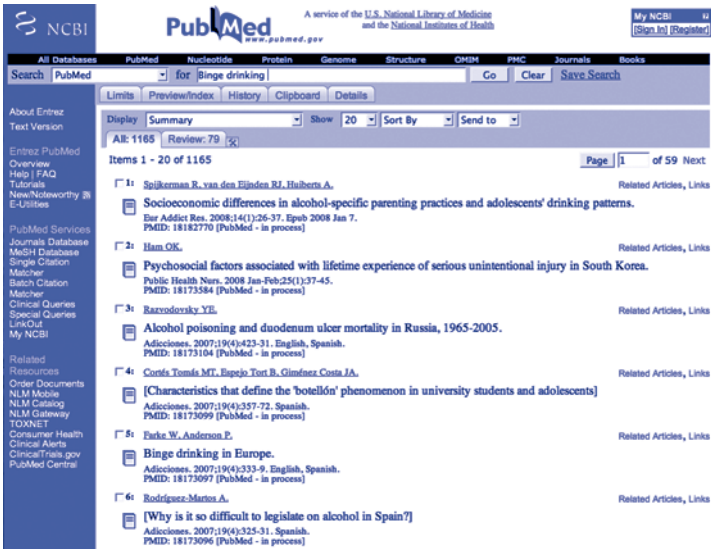 NCBI
PubMed
www.pubmed.gov
A service of the U.S. National Library of Medicine
and the National Institutes of Health
My NCBI
[Sign In] [Register]
All Databases PubMed Nucleotide Protein Genome Structure OMIM PMC Journals Books
Search PubMed for Binge drinking Go Clear Save Search
Limits Preview/Index History Clipboard Details
Display Summary Show 20 Sort By Send to
All: 1165 Review: 79
Items 1 - 20 of 1165 Page 1 of 59 Next
About Entrez
Text Version
Entrez PubMed
Overview
Help | FAQ
Tutorials
New/Noteworthy
E-Utilities
PubMed Services
Journals Database
MeSH Database
Single Citation
Matcher
Batch Citation
Matcher
Clinical Queries
Special Queries
LinkOut
My NCBI
Related
Resources
Order Documents
NLM Mobile
NLM Catalog
NLM Gateway
TOXNET
Consumer Health
Clinical Alerts
ClinicalTrials.gov
PubMed Central
1: Spijkerman R, van den Eijnden RJ, Huiberts A. Related Articles, Links
Socioeconomic differences in alcohol-specific parenting practices and adolescents' drinking patterns.
Eur Addict Res. 2008;14(1):26-37. Epub 2008 Jan 7.
PMID: 18182770 [PubMed - in process]
2: Ham OK. Related Articles, Links
Psychosocial factors associated with lifetime experience of serious unintentional injury in South Korea.
Public Health Nurs. 2008 Jan-Feb;25(1):37-45.
PMID: 18173584 [PubMed - in process]
3: Razvodovsky YE. Related Articles, Links
Alcohol poisoning and duodenum ulcer mortality in Russia, 1965-2005.
Adicciones. 2007;19(4):423-31. English, Spanish.
PMID: 18173104 [PubMed - in process]
4: Cortés Tomás MT, Espejo Tort B, Giménez Costa JA. Related Articles, Links
[Characteristics that define the 'botellón' phenomenon in university students and adolescents]
Adicciones. 2007;19(4):357-72. Spanish.
PMID: 18173099 [PubMed - in process]
5: Farke W, Anderson P. Related Articles, Links
Binge drinking in Europe.
Adicciones. 2007;19(4):333-9. English, Spanish.
PMID: 18173097 [PubMed - in process]
6: Rodríguez-Martos A. Related Articles, Links
[Why is it so difficult to legislate on alcohol in Spain?]
Adicciones. 2007;19(4):325-31. Spanish.
PMID: 18173096 [PubMed - in process]